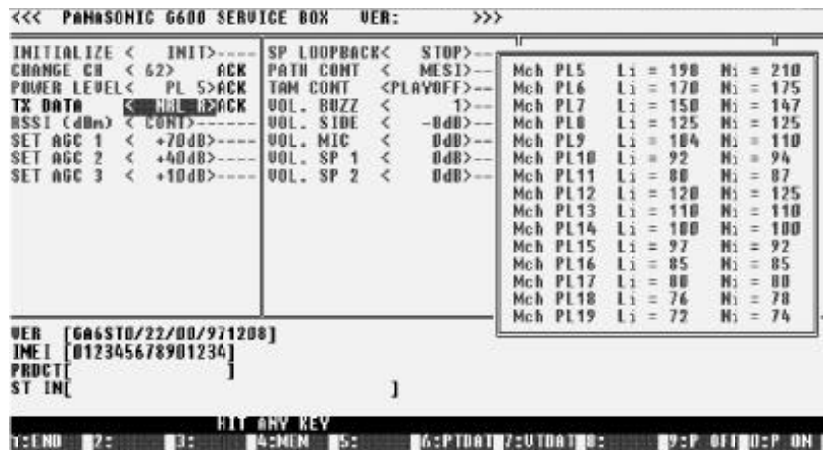 <<< PANASONIC G600 SERVICE BOX VER: >>>
INITIALIZE < INIT>----
CHANGE CH < 62> ACK
POWER LEVEL< PL 5>ACK
TX DATA < NRL R>ACK
RSSI (dBm) < CONT>------
SET AGC 1 < +70dB>----
SET AGC 2 < +40dB>----
SET AGC 3 < +10dB>----
SP LOOPBACK< STOP>--
PATH CONT < MESI>--
TAM CONT <PLAYOFF>--
VOL. BUZZ < 1>--
VOL. SIDE < -0dB>--
VOL. MIC < 0dB>--
VOL. SP 1 < 0dB>--
VOL. SP 2 < 0dB>--
Mch PL5 Li = 198 Ni = 210
Mch PL6 Li = 170 Ni = 175
Mch PL7 Li = 150 Ni = 147
Mch PL8 Li = 125 Ni = 125
Mch PL9 Li = 104 Ni = 110
Mch PL10 Li = 92 Ni = 94
Mch PL11 Li = 80 Ni = 87
Mch PL12 Li = 120 Ni = 125
Mch PL13 Li = 110 Ni = 110
Mch PL14 Li = 100 Ni = 100
Mch PL15 Li = 97 Ni = 92
Mch PL16 Li = 85 Ni = 85
Mch PL17 Li = 80 Ni = 80
Mch PL18 Li = 76 Ni = 78
Mch PL19 Li = 72 Ni = 74
VER [GA6STD/22/00/971208]
IMEI [012345678901234]
PRDCT[ ]
ST IN[ ]
HIT ANY KEY
1:END 2: 3: 4:MEN 5: 6:PTDAT 7:VTDAT 8: 9:P OFF 0:P ON